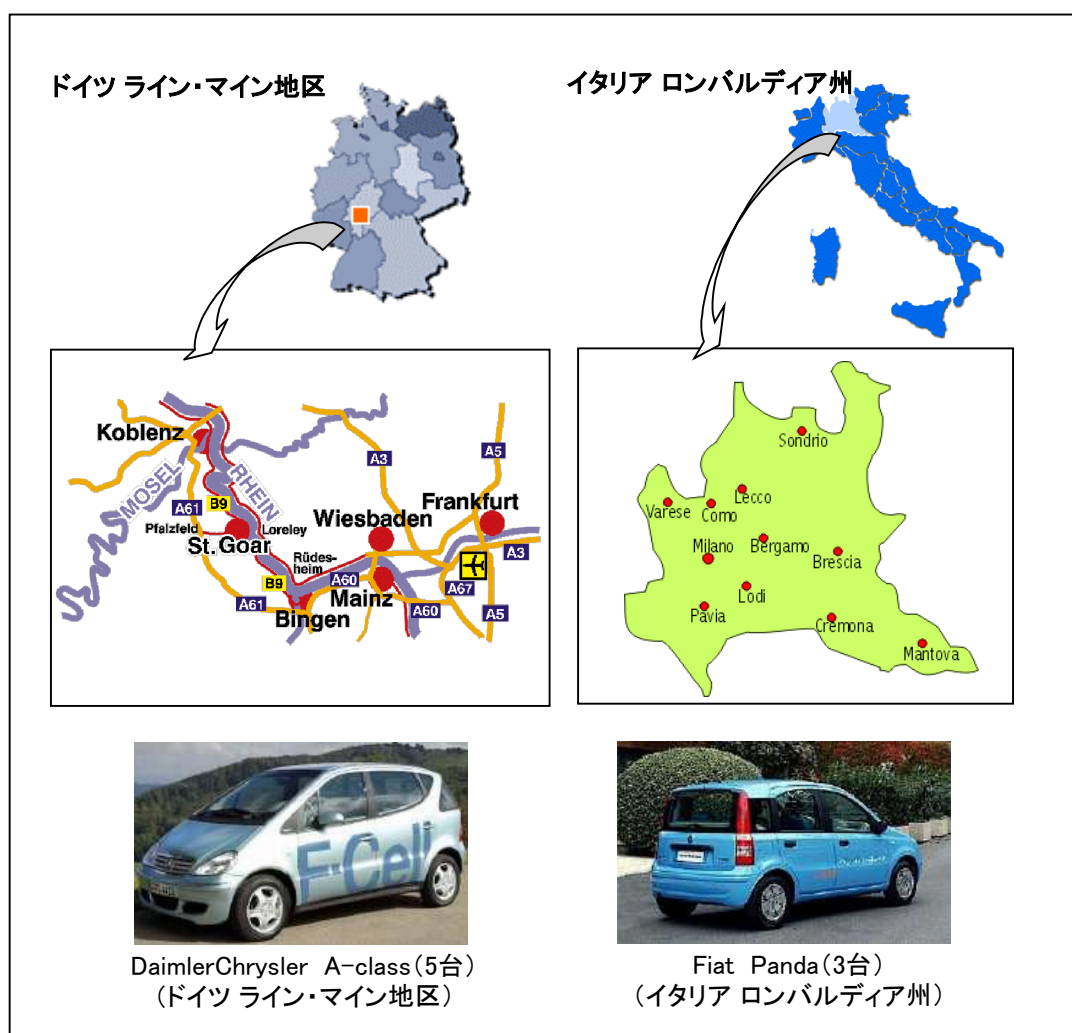 ドイツ ライン・マイン地区
イタリア ロンバルディア州
Koblenz
MOSEL
RHEIN
A61
B9
Pfalzfeld
St. Goar
Loreley
A3
A5
Frankfurt
Wiesbaden
A3
Rüdes-
heim
B9
A60
A67
Mainz
A61
A60
A5
Bingen
Sondrio
Lecco
Varese
Como
Milano
Bergamo
Brescia
Lodi
Pavia
Cremona
Mantova
F-Cell
DaimlerChrysler A-class(5台)
(ドイツ ライン・マイン地区)
Fiat Panda(3台)
(イタリア ロンバルディア州)